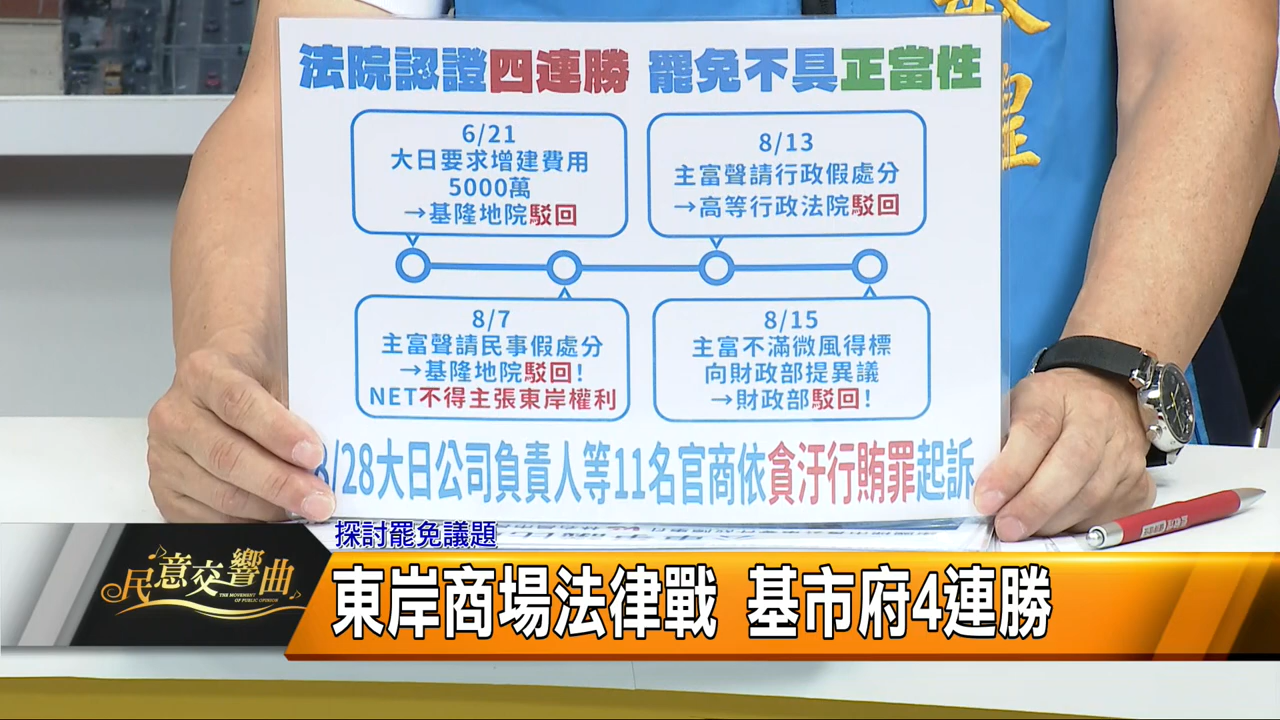 法院認證四連勝 罷免不具正當性
6/21
大日要求增建費用
5000萬
→基隆地院駁回
8/13
主富聲請行政假處分
→高等行政法院駁回
8/7
主富聲請民事假處分
→基隆地院駁回!
NET不得主張東岸權利
8/15
主富不滿微風得標
向財政部提異議
→財政部駁回!
8/28大日公司負責人等11名官商依貪汙行賄罪起訴
探討罷免議題
民意交響曲
THE MOVEMENT
OF PUBLIC OPINION
東岸商場法律戰 基市府4連勝